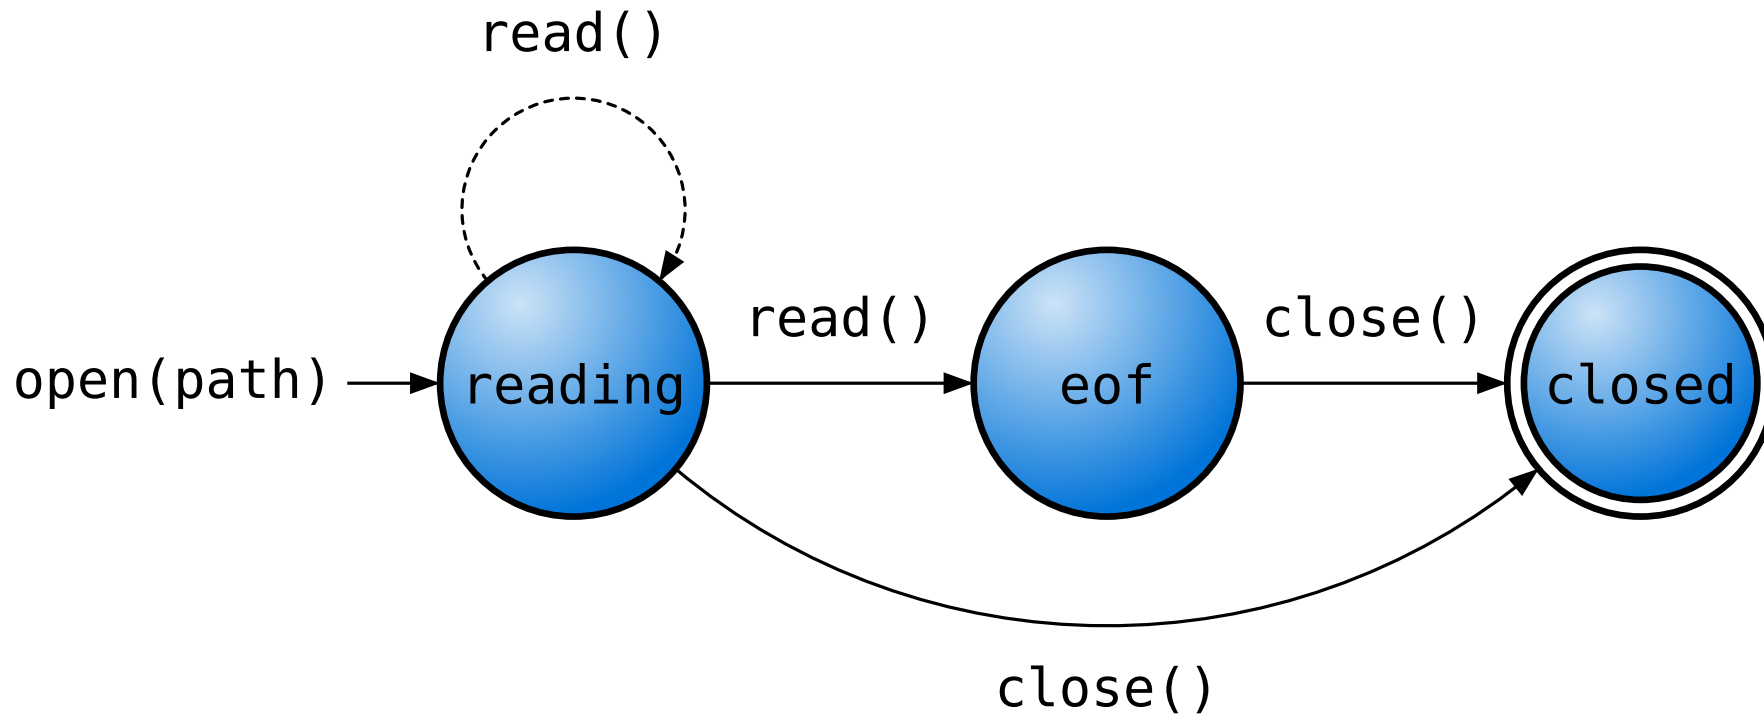 read()
open(path)
reading
read()
eof
close()
closed
close()